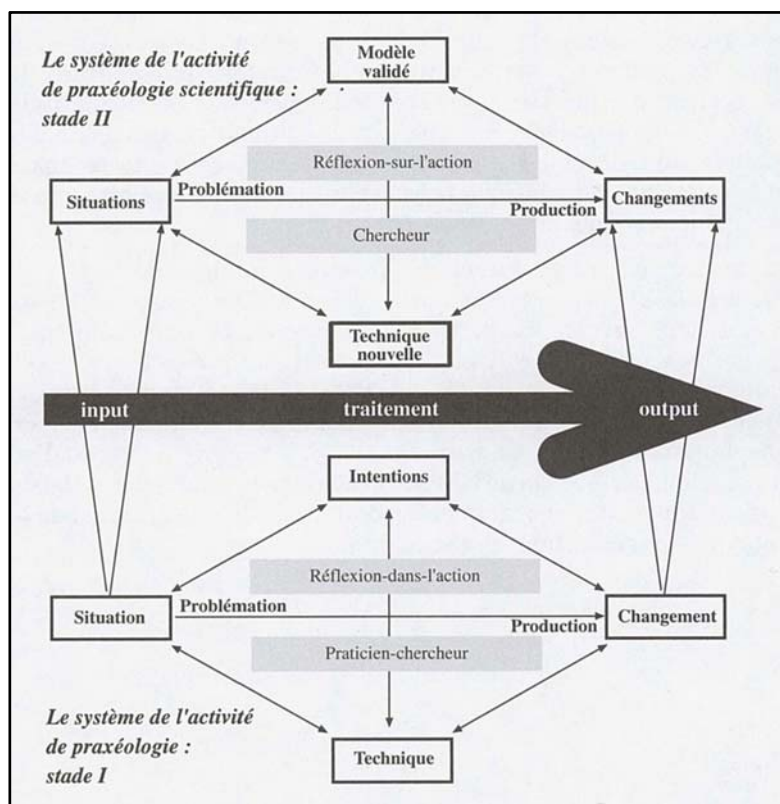 Le système de l'activité
de praxéologie scientifique :
stade II
Modèle
validé
Réflexion-sur-l'action
Situations
Problémation
Production
Changements
Chercheur
Technique
nouvelle
input
traitement
output
Intentions
Réflexion-dans-l'action
Situation
Problémation
Production
Changement
Praticien-chercheur
Le système de l'activité
de praxéologie :
stade I
Technique